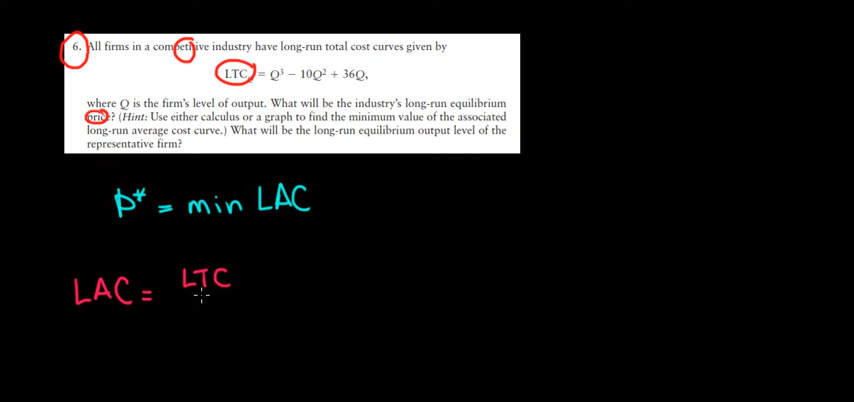 6. All firms in a competitive industry have long-run total cost curves given by
LTC = Q³ − 10Q² + 36Q,
where Q is the firm's level of output. What will be the industry's long-run equilibrium
price? (Hint: Use either calculus or a graph to find the minimum value of the associated
long-run average cost curve.) What will be the long-run equilibrium output level of the
representative firm?
P* = min LAC
LAC = LTC